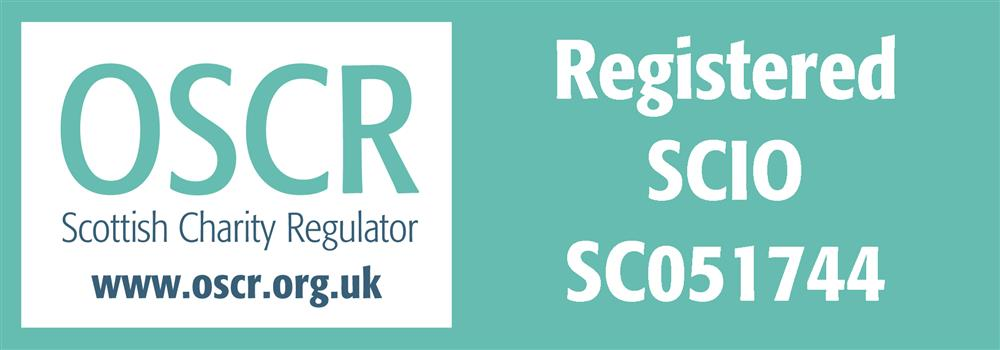 OSCR
Scottish Charity Regulator
www.oscr.org.uk
Registered
SCIO
SC051744